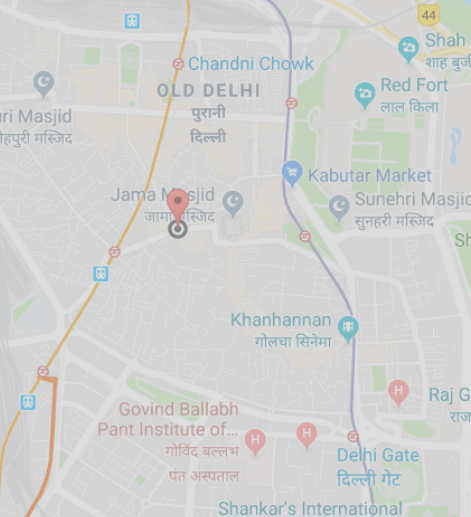 44
Shah
शाह बुर्ज
Chandni Chowk
OLD DELHI
पुरानी
दिल्ली
Red Fort
लाल किला
ri Masjid
हपुरी मस्जिद
Kabutar Market
Jama Masjid
जामा मस्जिद
Sunehri Masjid
सुनहरी मस्जिद
Sh
Khanhannan
गोलचा सिनेमा
H
Raj G
राज
Govind Ballabh
Pant Institute of...
गोविंद बल्लभ
पंत अस्पताल
H
H
Delhi Gate
दिल्ली गेट
Shankar's International